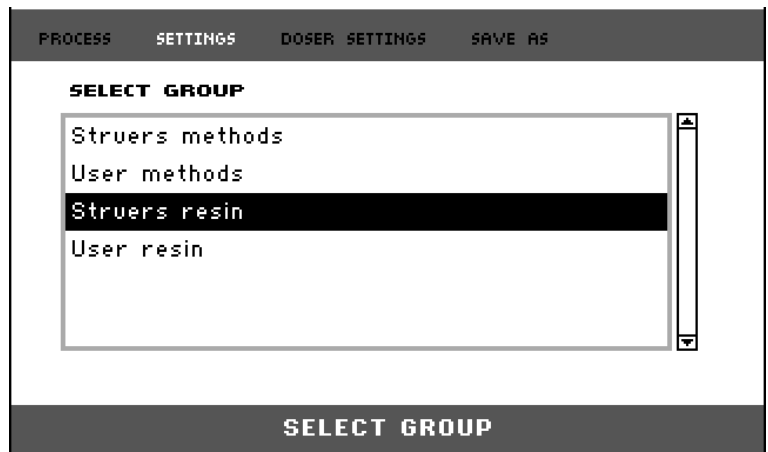 PROCESS SETTINGS DOSER SETTINGS SAVE AS
SELECT GROUP
Struers methods
User methods
Struers resin
User resin
SELECT GROUP